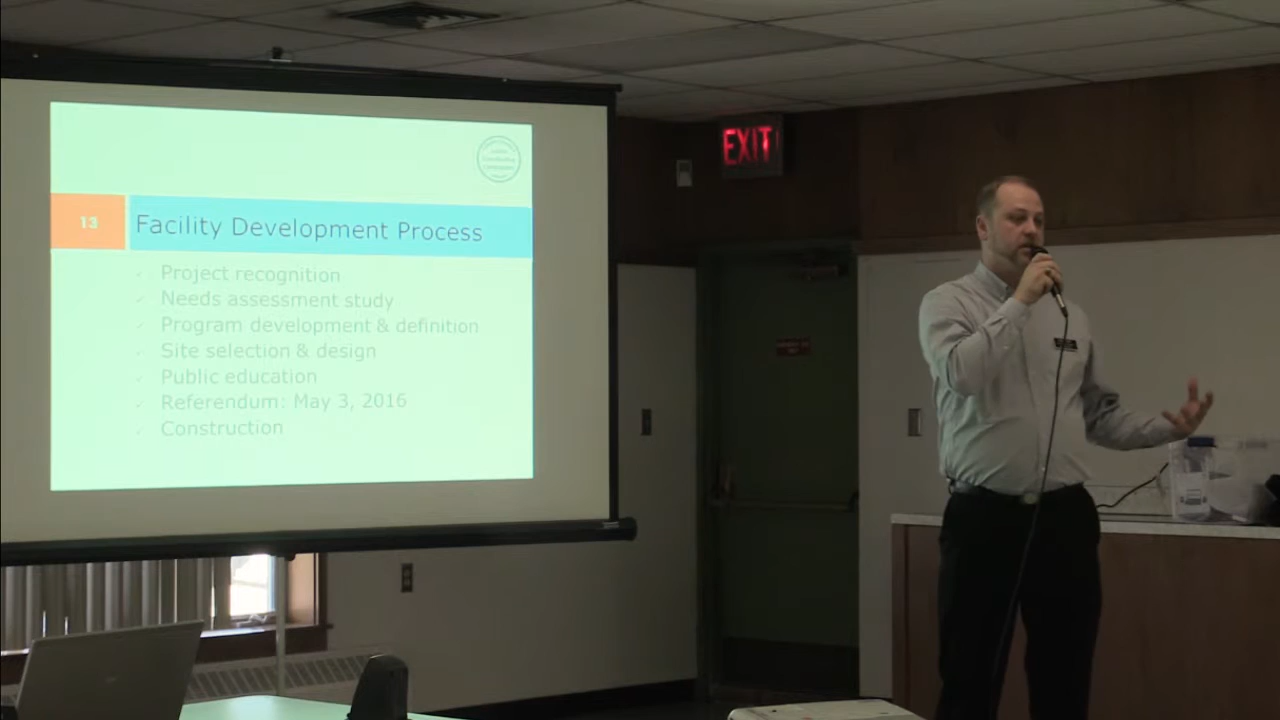 13
Facility Development Process
Project recognition
Needs assessment study
Program development & definition
Site selection & design
Public education
Referendum: May 3, 2016
Construction
EXIT